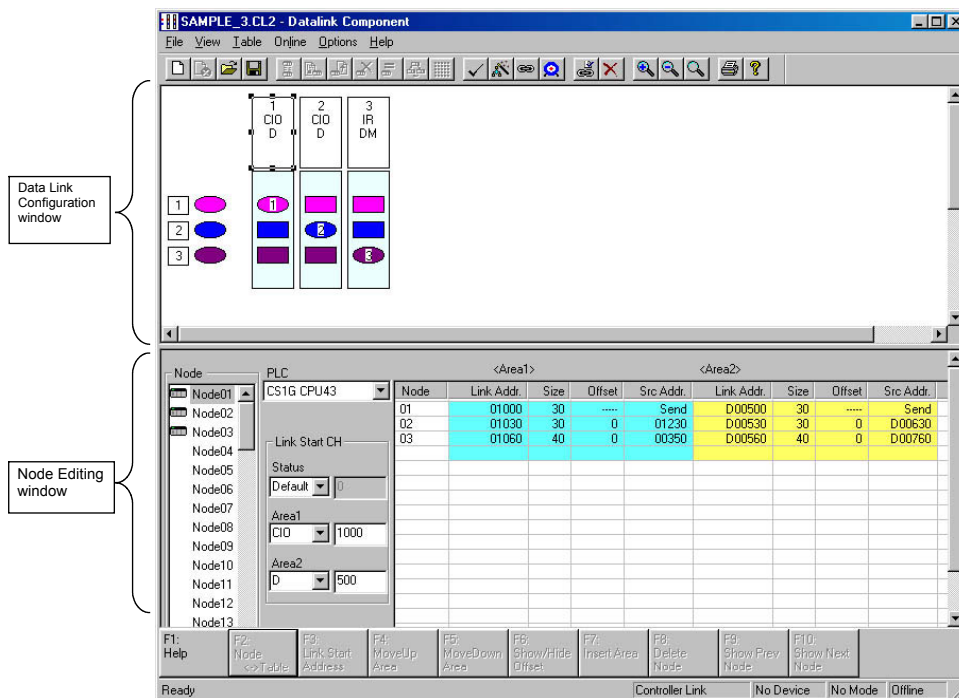 SAMPLE_3.CL2 - Datalink Component
File View Table Online Options Help
1 CIO D
2 CIO D
3 IR DM
Data Link Configuration window
1 1
2 2
3 3
Node Editing window
Node
Node01
Node02
Node03
Node04
Node05
Node06
Node07
Node08
Node09
Node10
Node11
Node12
Node13
PLC
CS1G CPU43
Link Start CH
Status
Default 0
Area1
CIO 1000
Area2
D 500
<Area1> <Area2>
Node Link Addr. Size Offset Src Addr. Link Addr. Size Offset Src Addr.
01 01000 30 ----- Send D00500 30 ----- Send
02 01030 30 0 01230 D00530 30 0 D00630
03 01060 40 0 00350 D00560 40 0 D00760
F1: Help
F2: Node <->Table
F3: Link Start Address
F4: MoveUp Area
F5: MoveDown Area
F6: Show/Hide Offset
F7: Insert Area
F8: Delete Node
F9: Show Prev Node
F10: Show Next Node
Ready Controller Link No Device No Mode Offline